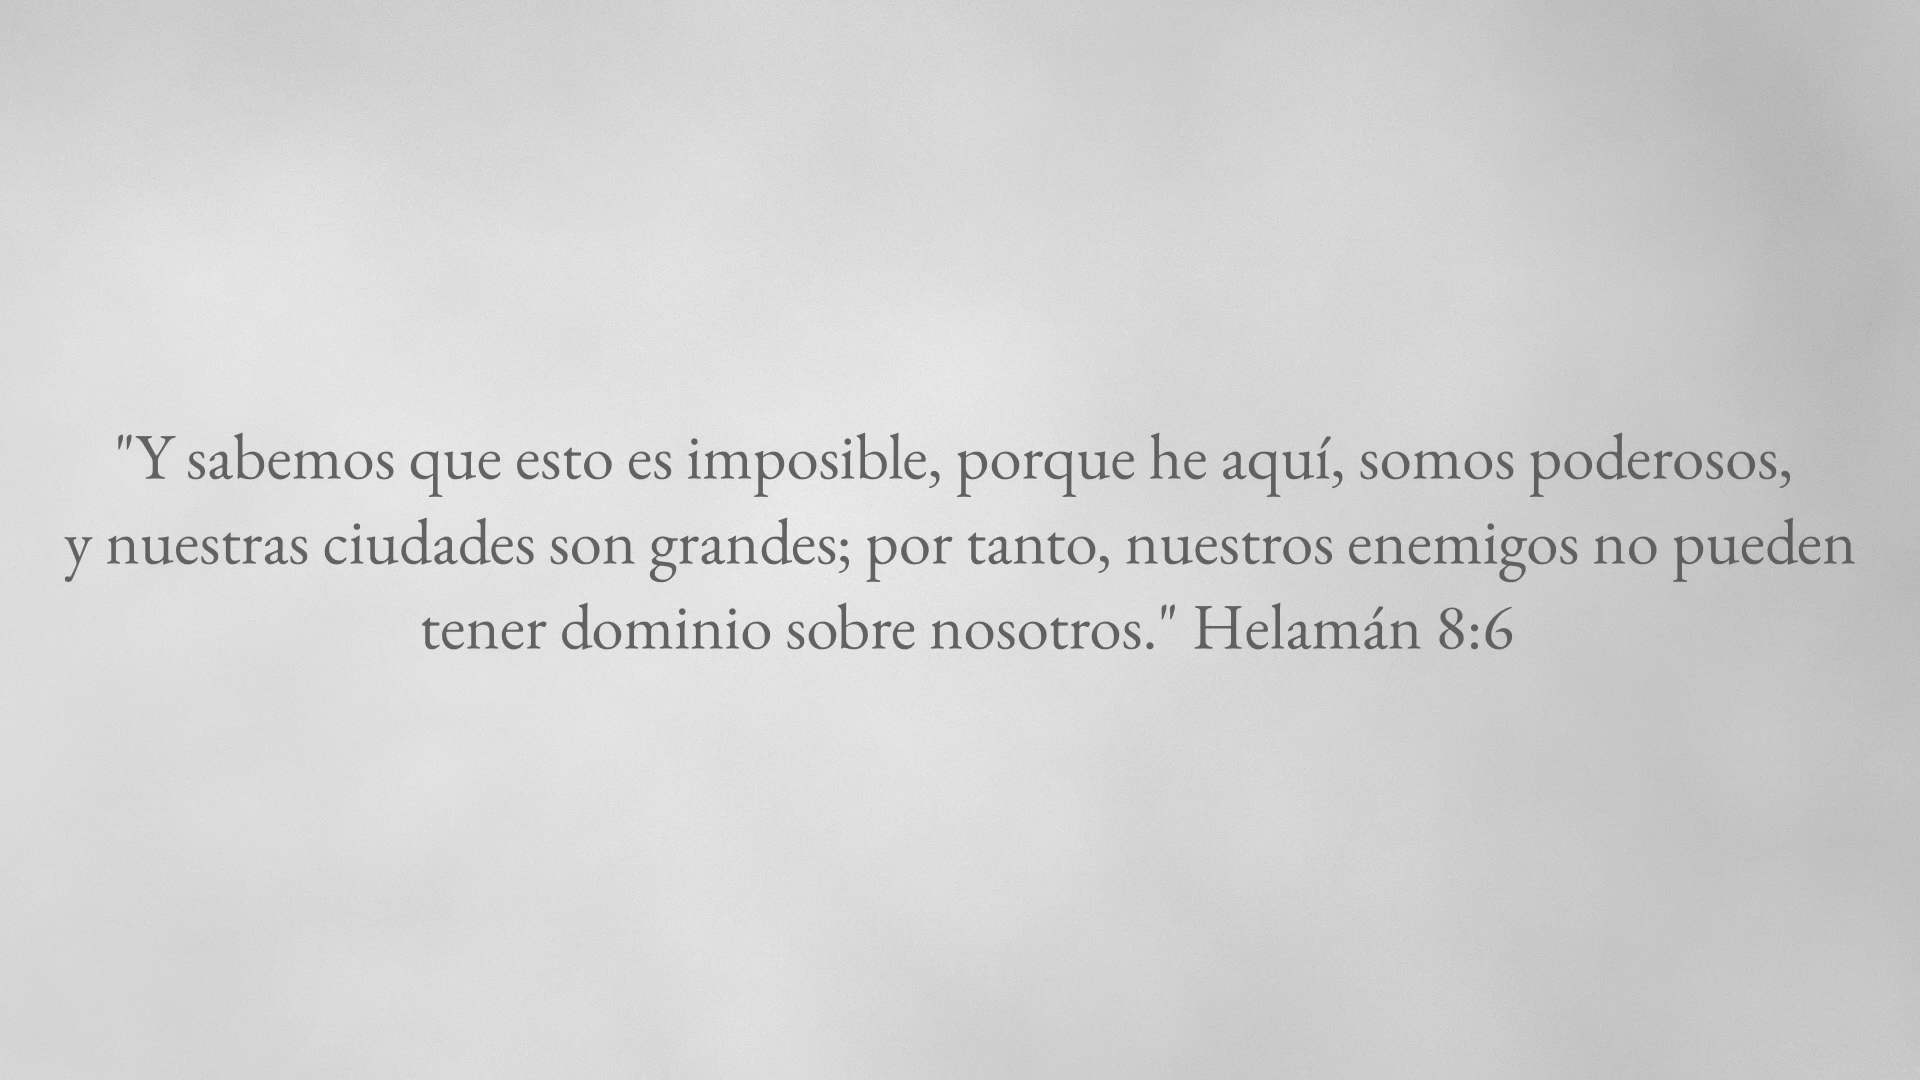 "Y sabemos que esto es imposible, porque he aquí, somos poderosos,
y nuestras ciudades son grandes; por tanto, nuestros enemigos no pueden
tener dominio sobre nosotros." Helamán 8:6